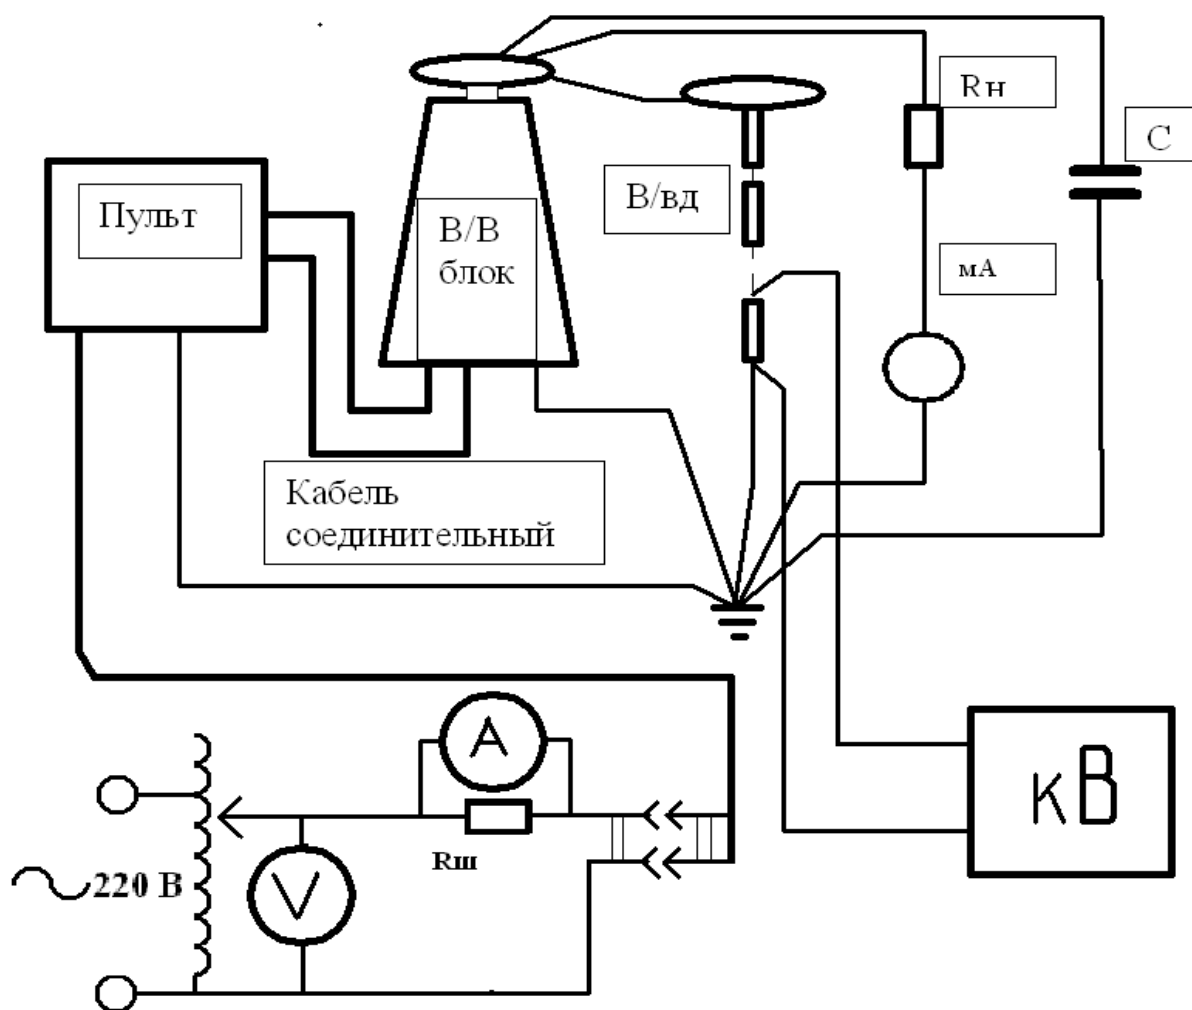 Rн
С
Пульт
В/вд
В/В
блок
мА
Кабель
соединительный
А
кВ
Rш
220 В
V